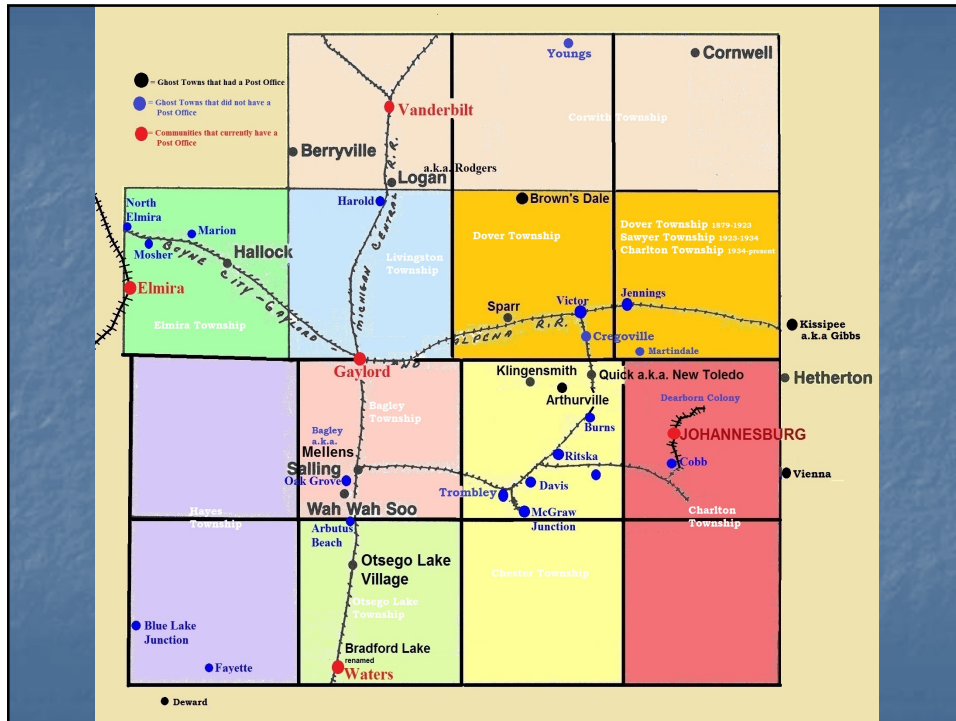 Youngs
Cornwell
= Ghost Towns that had a Post Office
= Ghost Towns that did not have a
Post Office
= Communities that currently have a
Post Office
Vanderbilt
Corwith Township
Berryville
R.R.
a.k.a. Rodgers
Logan
North
Elmira
Harold
Brown's Dale
Marion
Mosher
Hallock
BOYNE CITY-GAYLORD
MICHIGAN CENTRAL
Livingston
Township
Dover Township
Dover Township 1879-1923
Sawyer Township 1923-1934
Charlton Township 1934-present
Elmira
Elmira Township
Sparr
Victor
Jennings
AND ALPENA R.R.
Kissipee
a.k.a Gibbs
Cregoville
Martindale
Gaylord
Klingensmith
Quick a.k.a. New Toledo
Hetherton
Arthurville
Dearborn Colony
Bagley
Township
Burns
JOHANNESBURG
Bagley
a.k.a.
Mellens
Salling
Ritska
Cobb
Vienna
Oak Grove
Trombley
Davis
Wah Wah Soo
McGraw
Junction
Hayes
Township
Charlton
Township
Arbutus
Beach
Otsego Lake
Village
Chester Township
Otsego Lake
Township
Blue Lake
Junction
Bradford Lake
renamed
Waters
Fayette
Deward